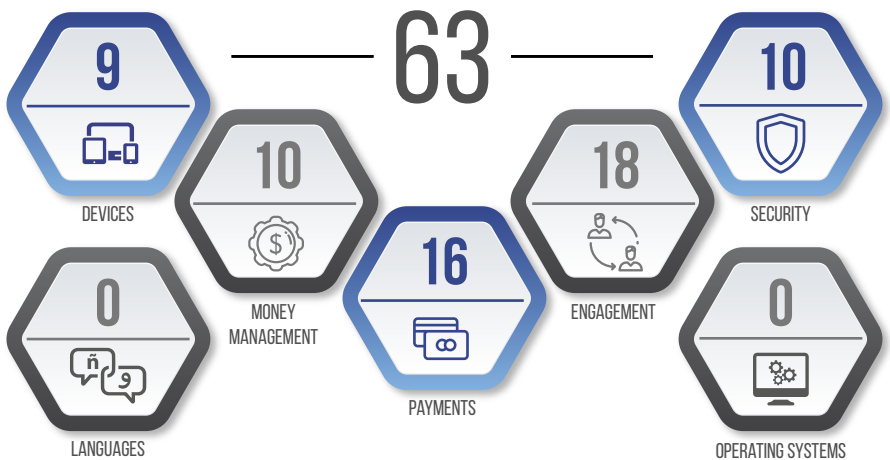 63
9
DEVICES
10
MONEY
MANAGEMENT
16
PAYMENTS
18
ENGAGEMENT
10
SECURITY
0
ñ
و
LANGUAGES
$
0
OPERATING SYSTEMS